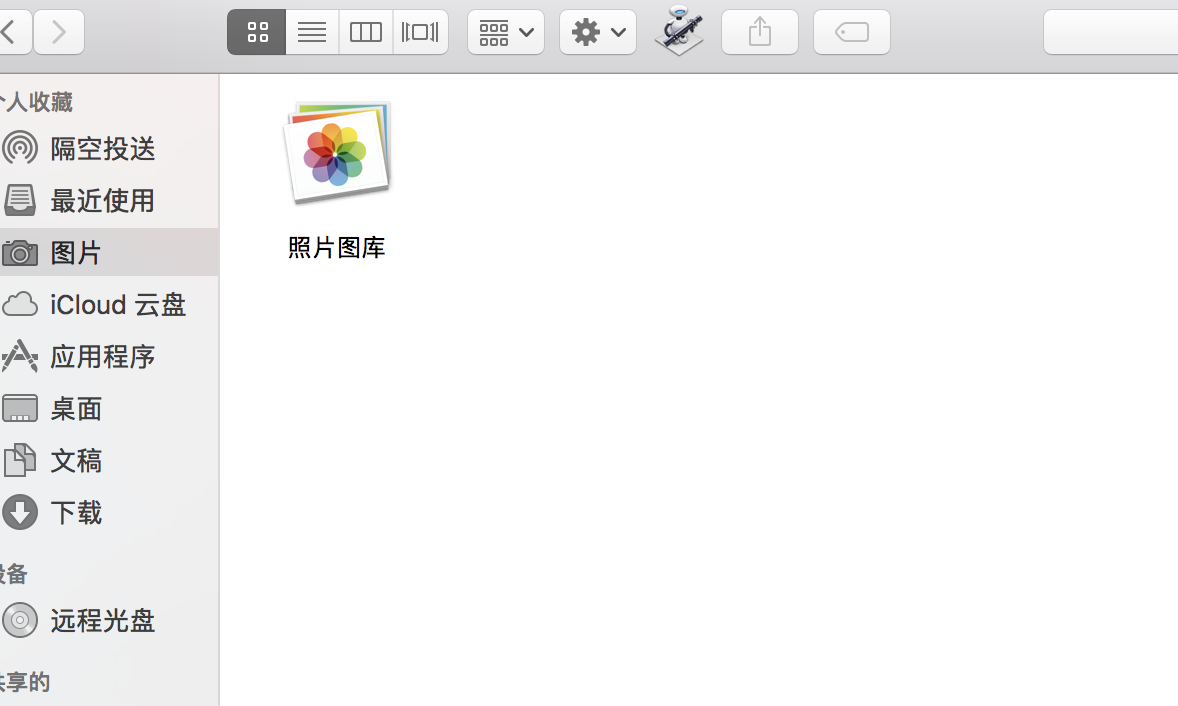 个人收藏
隔空投送
最近使用
图片
iCloud 云盘
应用程序
桌面
文稿
下载
设备
远程光盘
共享的
照片图库